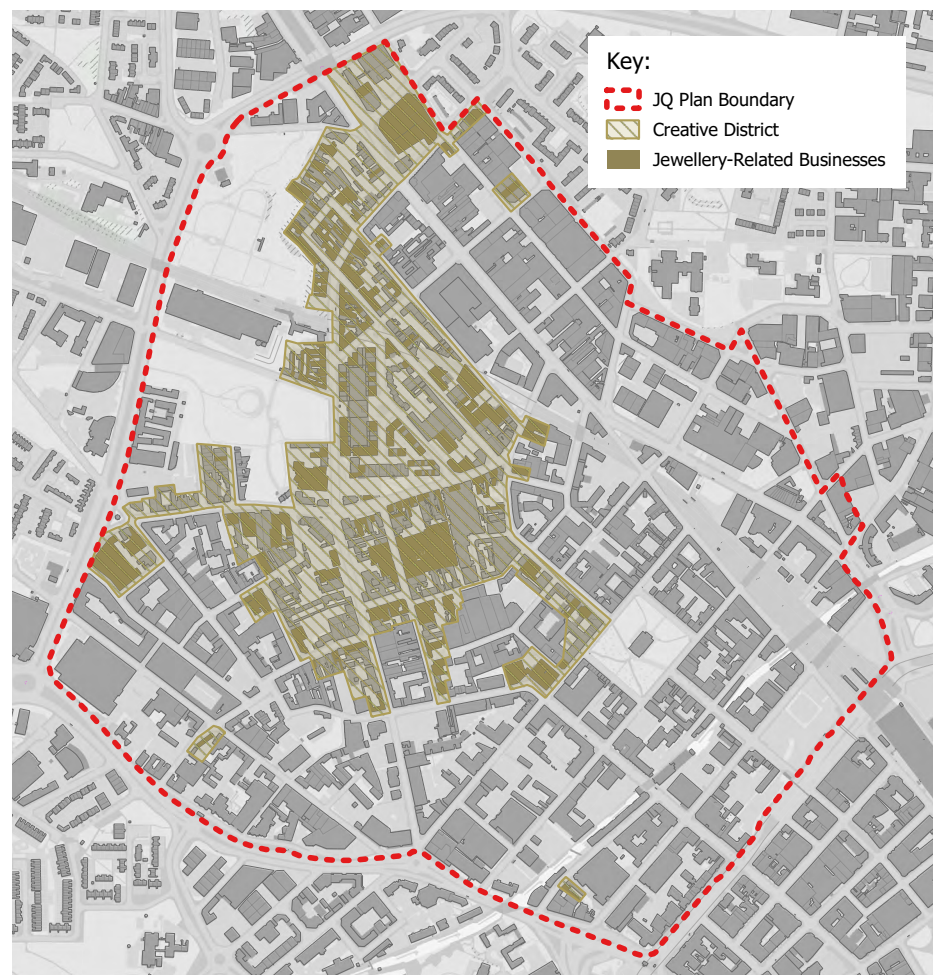 Key:
JQ Plan Boundary
Creative District
Jewellery-Related Businesses